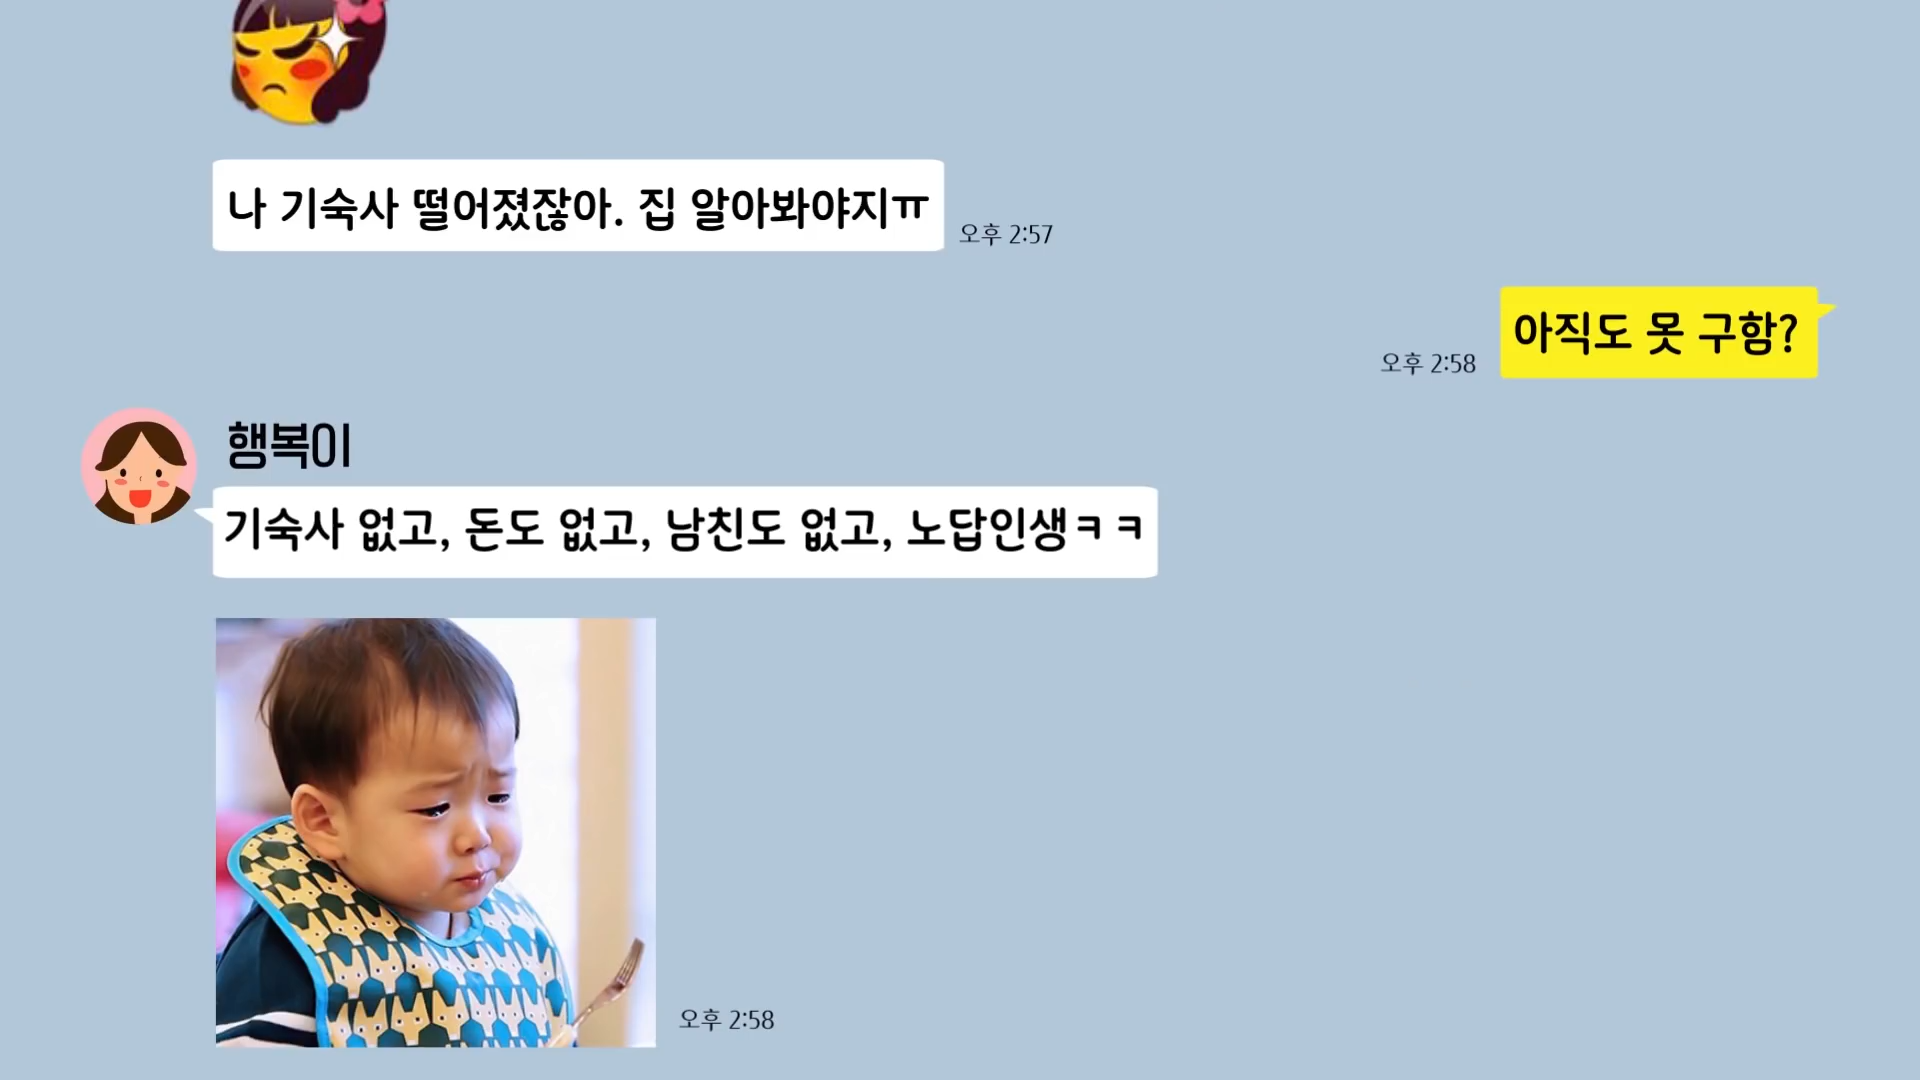 나 기숙사 떨어졌잖아. 집 알아봐야지ㅠ
오후 2:57
아직도 못 구함?
오후 2:58
행복이
기숙사 없고, 돈도 없고, 남친도 없고, 노답인생ㅋㅋ
오후 2:58